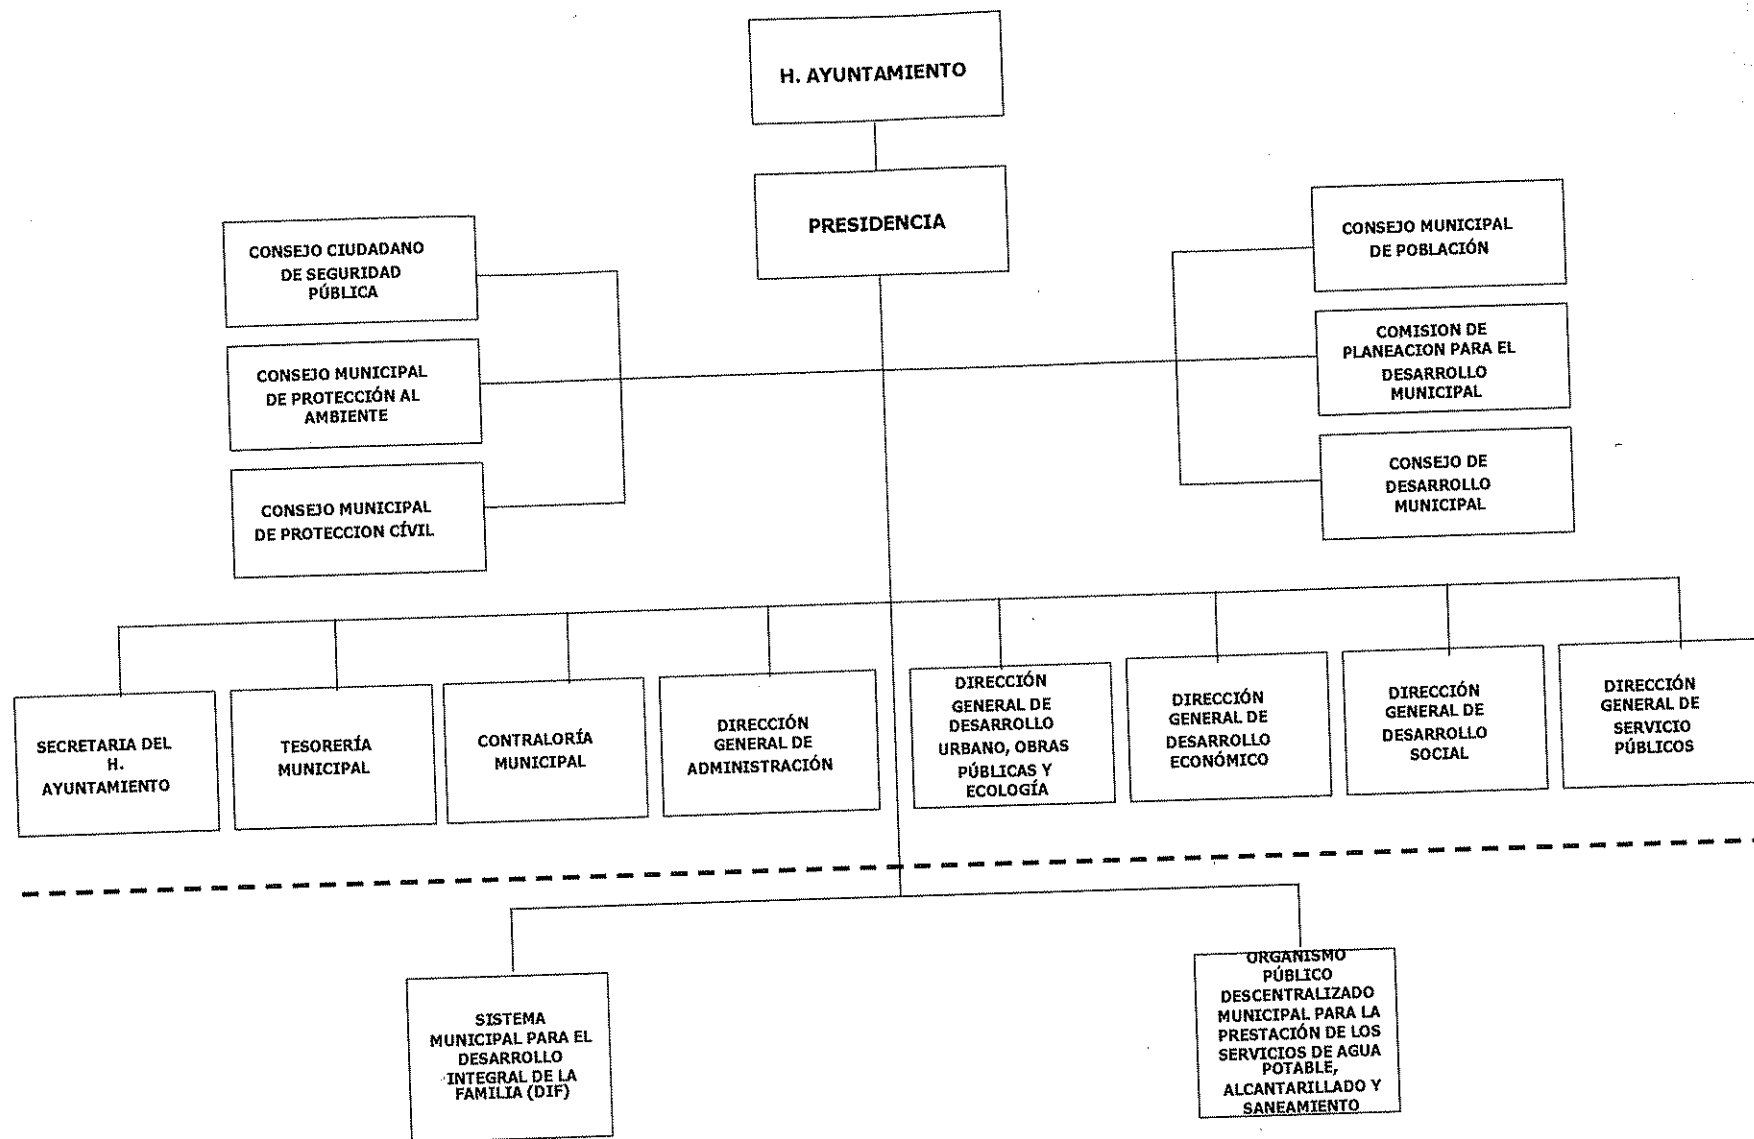 H. AYUNTAMIENTO
PRESIDENCIA
CONSEJO CIUDADANO
DE SEGURIDAD
PÚBLICA
CONSEJO MUNICIPAL
DE PROTECCIÓN AL
AMBIENTE
CONSEJO MUNICIPAL
DE PROTECCION CÍVIL
CONSEJO MUNICIPAL
DE POBLACIÓN
COMISION DE
PLANEACION PARA EL
DESARROLLO
MUNICIPAL
CONSEJO DE
DESARROLLO
MUNICIPAL
SECRETARIA DEL
H.
AYUNTAMIENTO
TESORERÍA
MUNICIPAL
CONTRALORÍA
MUNICIPAL
DIRECCIÓN
GENERAL DE
ADMINISTRACIÓN
DIRECCIÓN
GENERAL DE
DESARROLLO
URBANO, OBRAS
PÚBLICAS Y
ECOLOGÍA
DIRECCIÓN
GENERAL DE
DESARROLLO
ECONÓMICO
DIRECCIÓN
GENERAL DE
DESARROLLO
SOCIAL
DIRECCIÓN
GENERAL DE
SERVICIO
PÚBLICOS
SISTEMA
MUNICIPAL PARA EL
DESARROLLO
INTEGRAL DE LA
FAMILIA (DIF)
ORGANISMO
PÚBLICO
DESCENTRALIZADO
MUNICIPAL PARA LA
PRESTACIÓN DE LOS
SERVICIOS DE AGUA
POTABLE,
ALCANTARILLADO Y
SANEAMIENTO